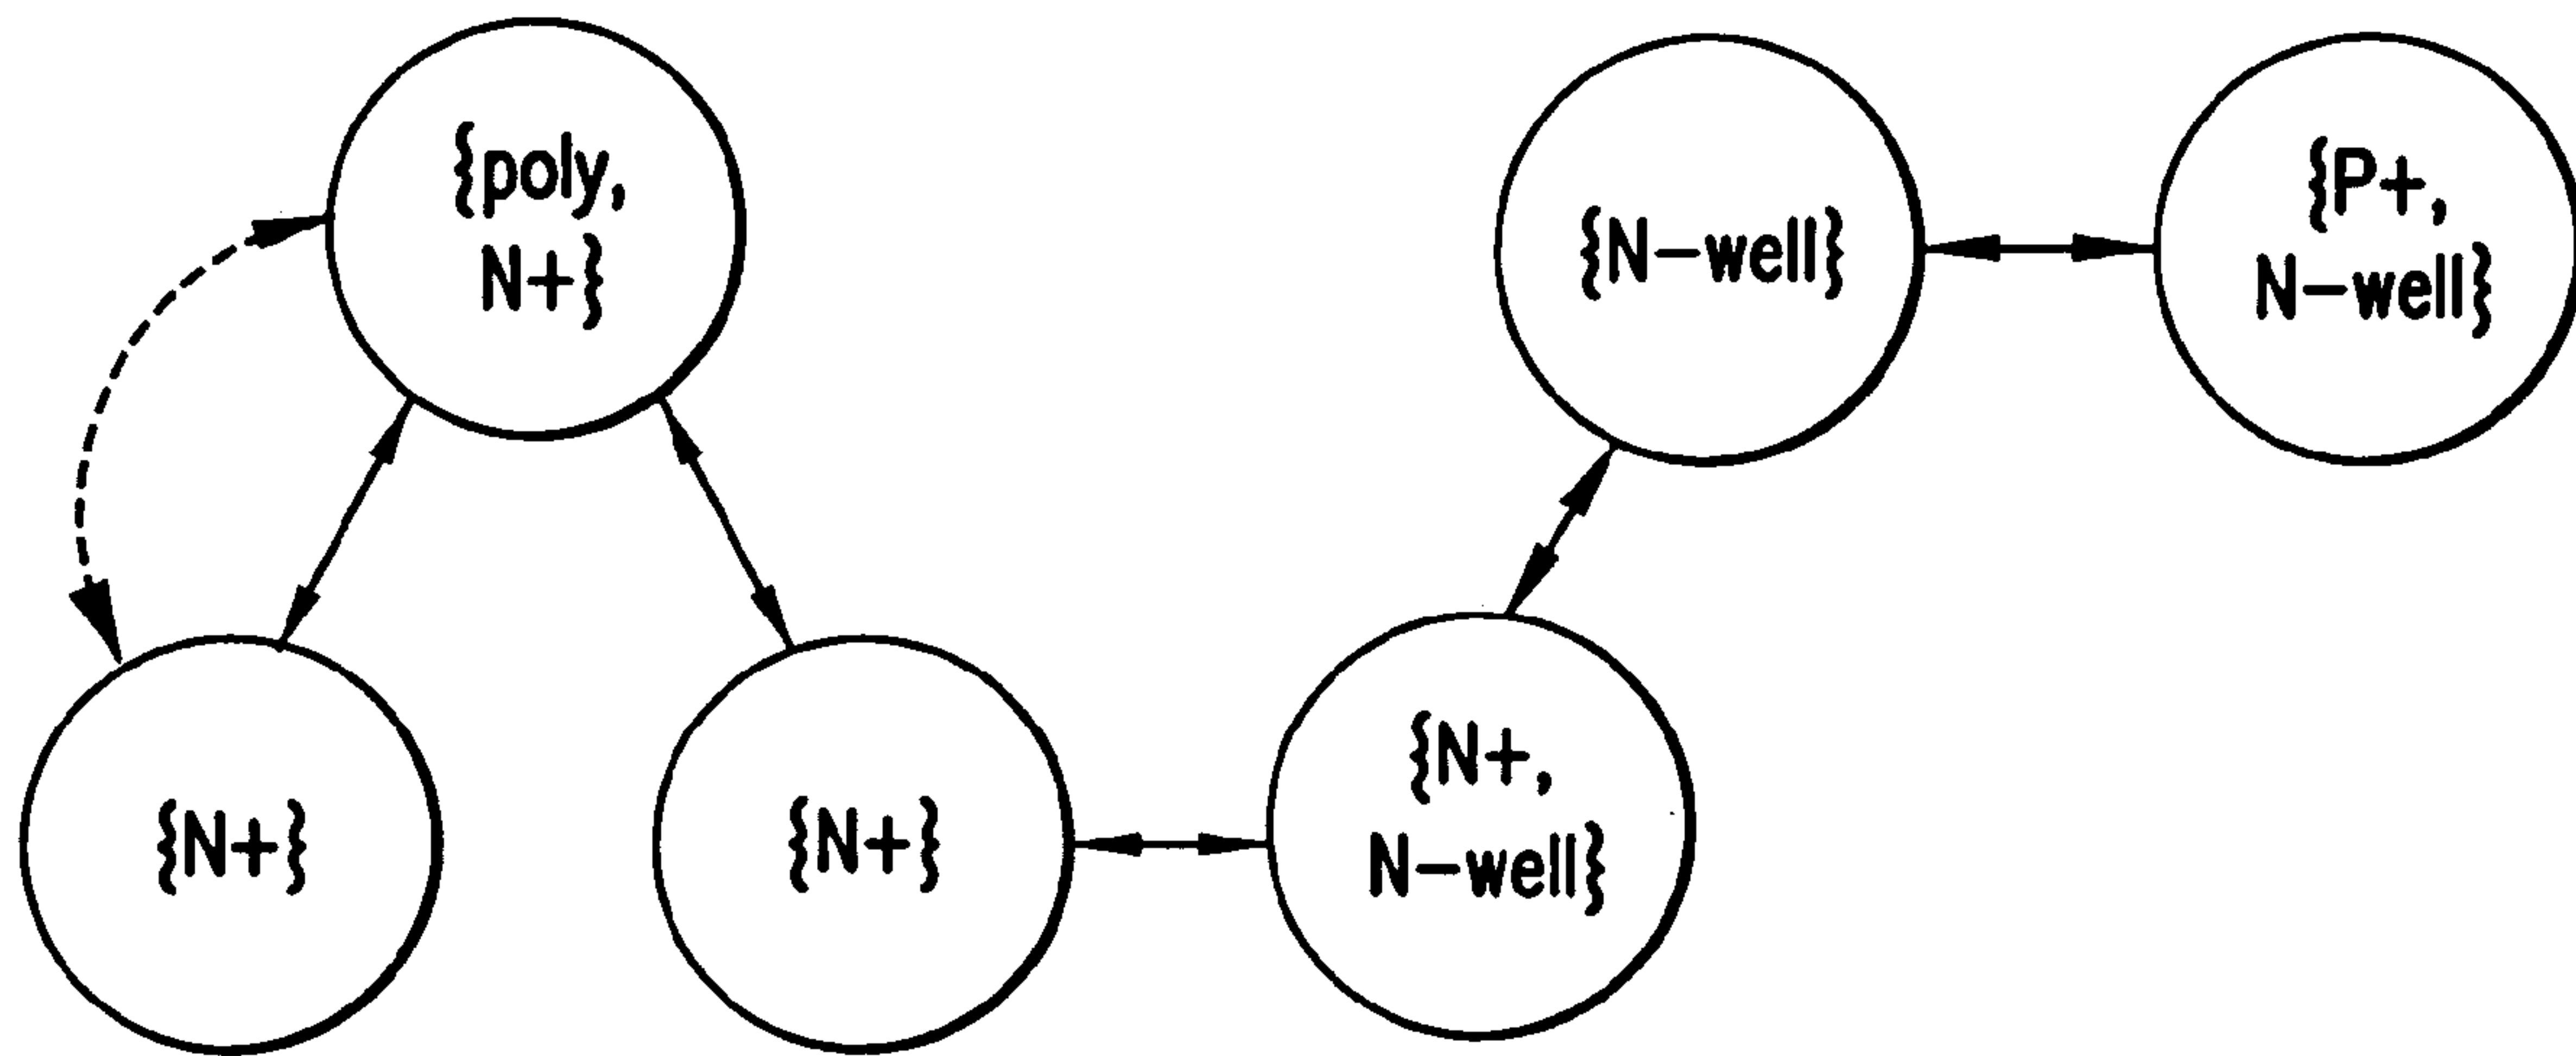 {poly,
N+}
{N-well}
{P+,
N-well}
{N+}
{N+}
{N+,
N-well}